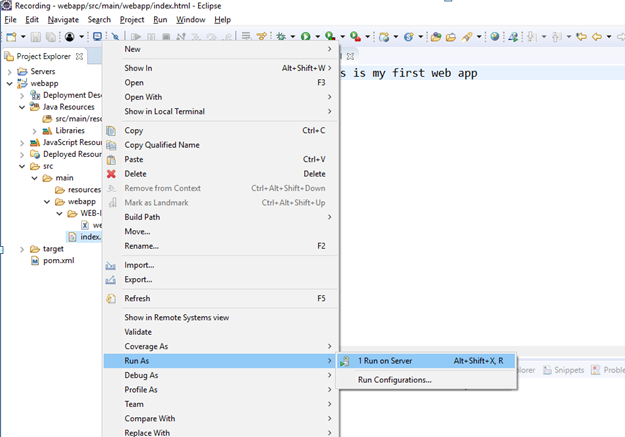 Recording - webapp/src/main/webapp/index.html - Eclipse
File Edit Navigate Search Project Run Window Help
Project Explorer
Servers
webapp
Deployment Des
Java Resources
src/main/reso
Libraries
JavaScript Resou
Deployed Resou
src
main
resources
webapp
WEB-I
we
index.
target
pom.xml
s is my first web app
New
Show In Alt+Shift+W
Open F3
Open With
Show in Local Terminal
Copy Ctrl+C
Copy Qualified Name
Paste Ctrl+V
Delete Delete
Remove from Context Ctrl+Alt+Shift+Down
Mark as Landmark Ctrl+Alt+Shift+Up
Build Path
Move...
Rename... F2
Import...
Export...
Refresh F5
Show in Remote Systems view
Validate
Coverage As
Run As
Debug As
Profile As
Team
Compare With
Replace With
1 Run on Server Alt+Shift+X, R
Run Configurations...
plorer Snippets Proble